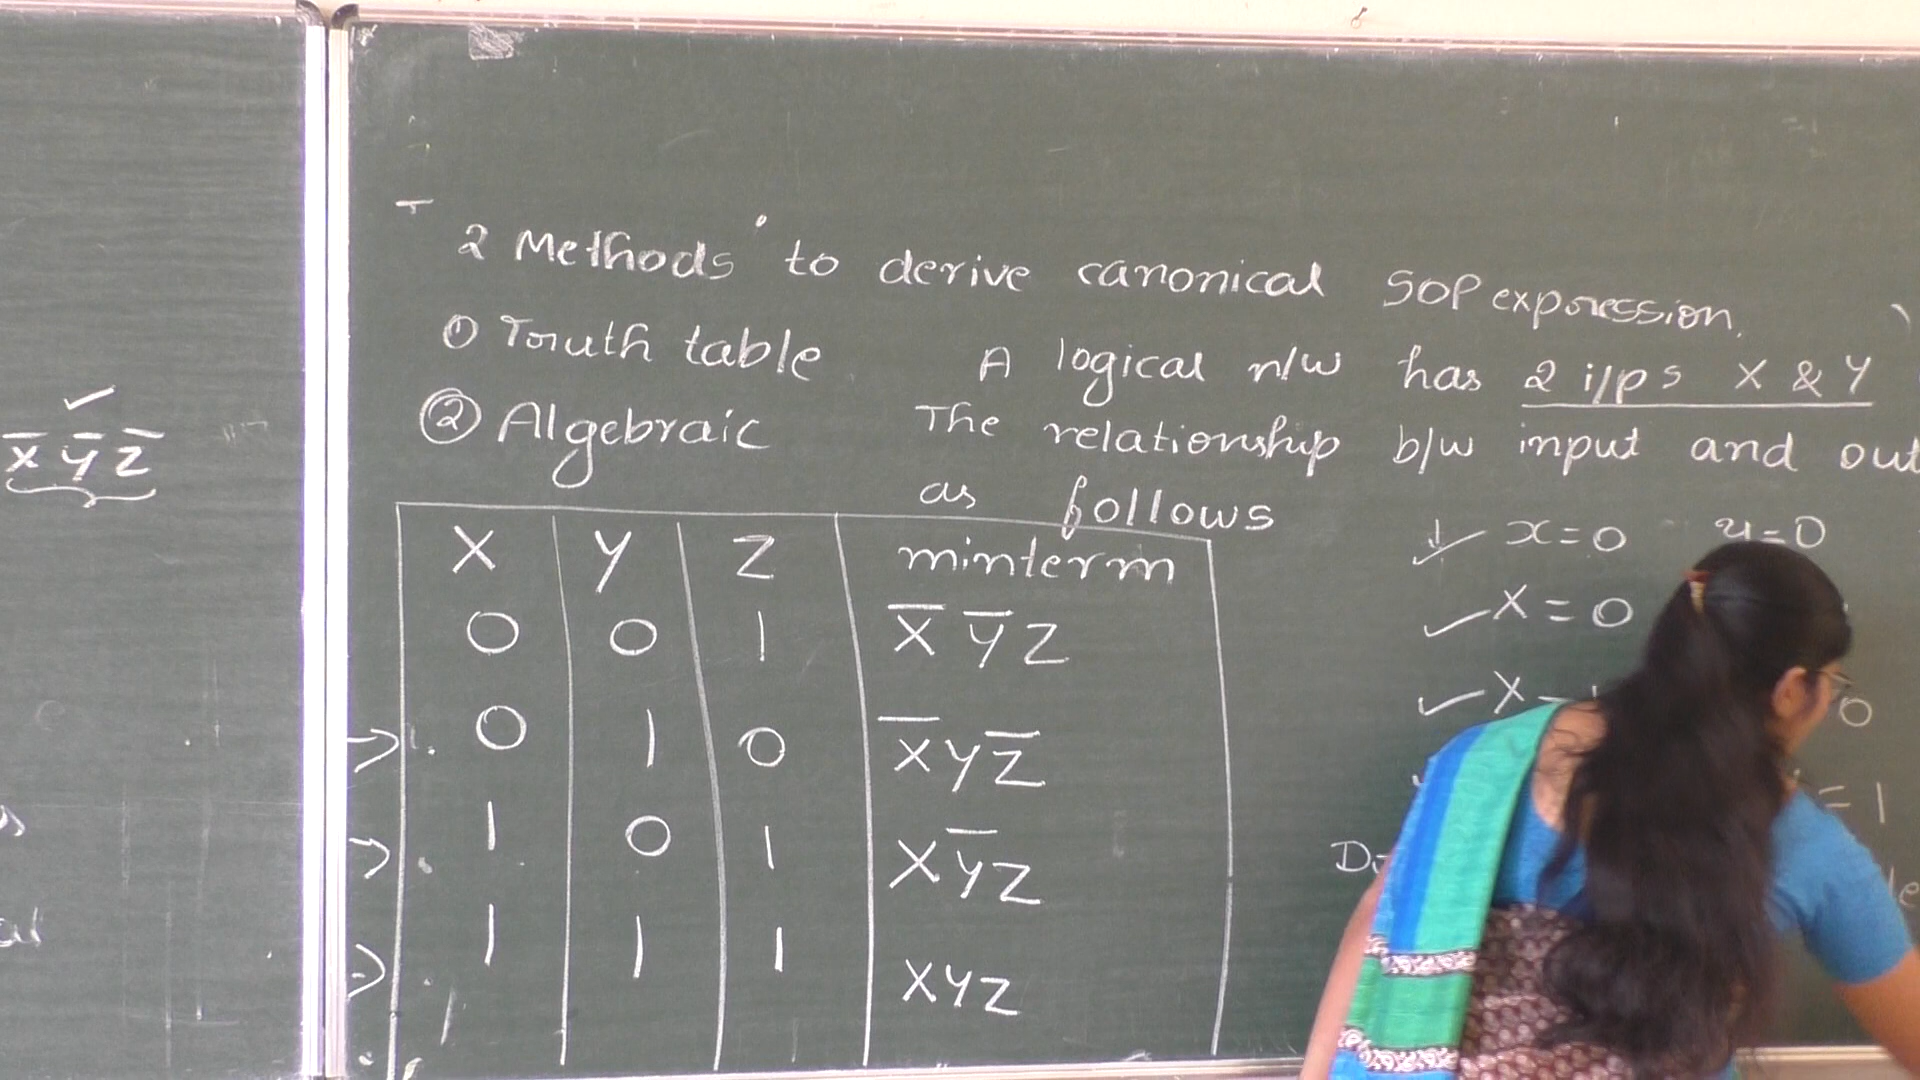 X̅ Y̅ Z̅
2 Methods to derive canonical SOP expression.
① Truth table
② Algebraic
A logical n/w has 2 i/ps X & Y
The relationship b/w input and out
as follows
X Y Z minterm
0 0 1 X̅ Y̅ Z
0 1 0 X̅ Y Z̅
1 0 1 X Y̅ Z
1 1 1 X Y Z
x = 0 y = 0
X = 0
X 0
= 1